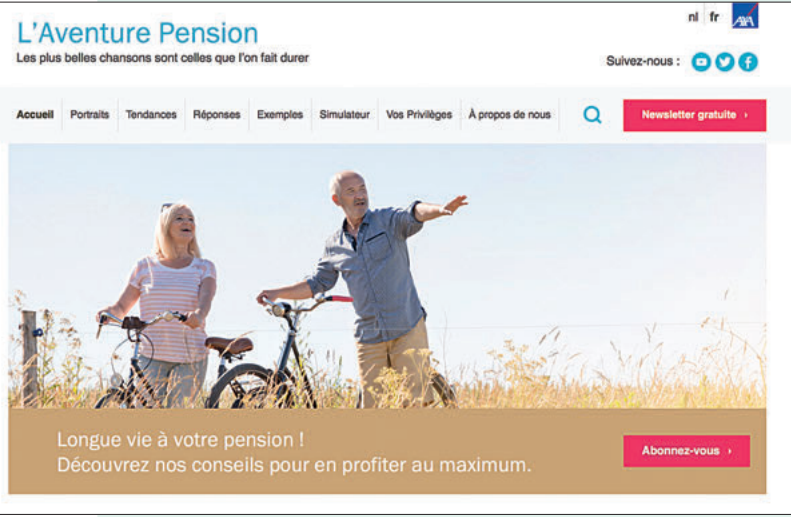 nl fr AXA
L'Aventure Pension
Les plus belles chansons sont celles que l'on fait durer
Suivez-nous :
Accueil Portraits Tendances Réponses Exemples Simulateur Vos Privilèges À propos de nous Newsletter gratuite ›
Longue vie à votre pension !
Découvrez nos conseils pour en profiter au maximum.
Abonnez-vous ›